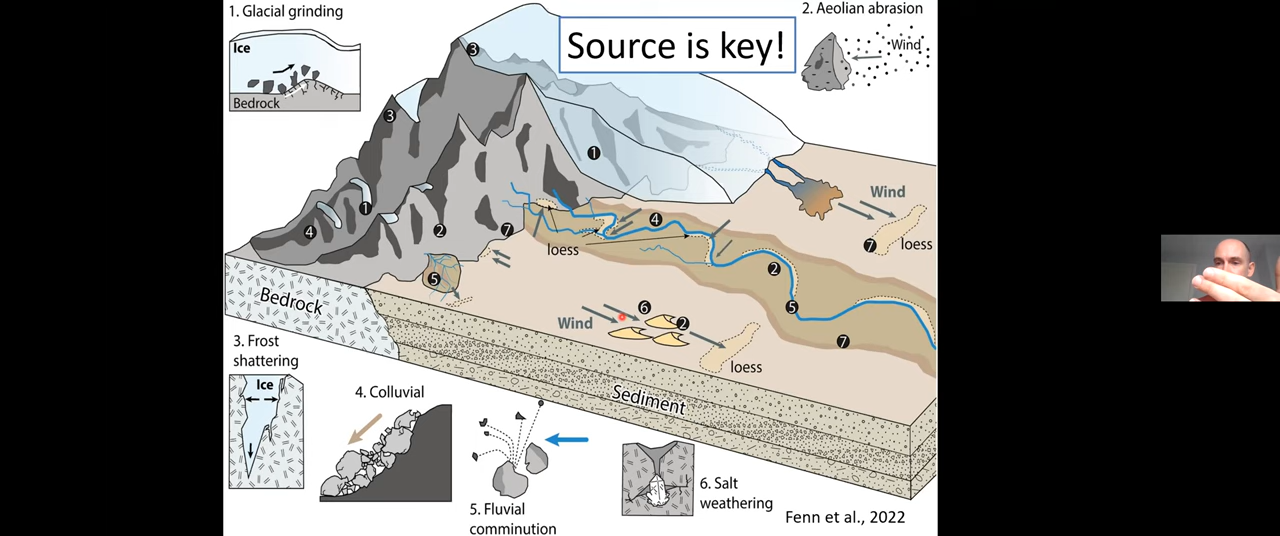 1. Glacial grinding
Ice
Bedrock
Source is key!
2. Aeolian abrasion
Wind
3
3
1
1
4
2
7
5
4
Wind
loess
7
loess
2
5
7
Wind
6
2
loess
Bedrock
Sediment
3. Frost
shattering
Ice
4. Colluvial
5. Fluvial
comminution
6. Salt
weathering
Fenn et al., 2022